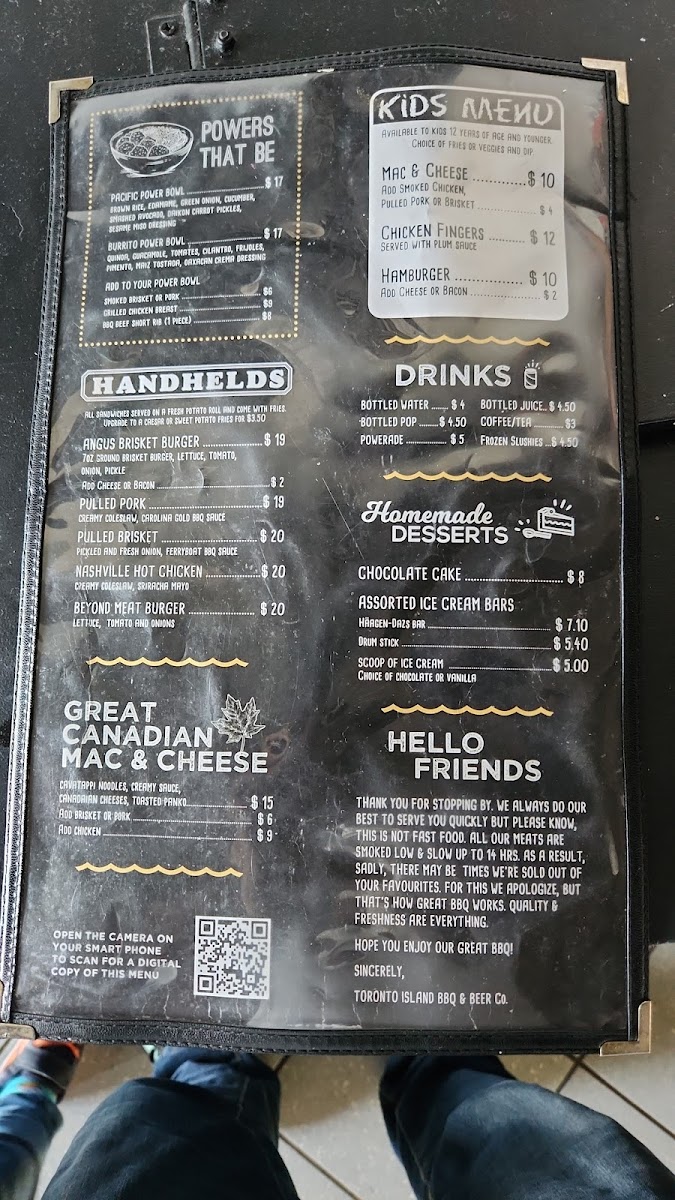 POWERS
THAT BE
PACIFIC POWER BOWL $ 17
BROWN RICE, EDAMAME, GREEN ONION, CUCUMBER,
SMASHED AVOCADO, DAIKON CARROT PICKLES,
SESAME MISO DRESSING
BURRITO POWER BOWL $ 17
QUINOA, GUACAMOLE, TOMATES, CILANTRO, FRIJOLES,
PIMENTO, MAIZ TOSTADA, OAXACAN CREMA DRESSING
ADD TO YOUR POWER BOWL
SMOKED BRISKET OR PORK $6
GRILLED CHICKEN BREAST $9
BBQ BEEF SHORT RIB (1 PIECE) $8
HANDHELDS
ALL SANDWICHES SERVED ON A FRESH POTATO ROLL AND COME WITH FRIES.
UPGRADE TO A CAESAR OR SWEET POTATO FRIES FOR $3.50
ANGUS BRISKET BURGER $ 19
7OZ GROUND BRISKET BURGER, LETTUCE, TOMATO,
ONION, PICKLE
ADD CHEESE OR BACON $ 2
PULLED PORK $ 19
CREAMY COLESLAW, CAROLINA GOLD BBQ SAUCE
PULLED BRISKET $ 20
PICKLED AND FRESH ONION, FERRYBOAT BBQ SAUCE
NASHVILLE HOT CHICKEN $ 20
CREAMY COLESLAW, SRIRACHA MAYO
BEYOND MEAT BURGER $ 20
LETTUCE, TOMATO AND ONIONS
GREAT
CANADIAN
MAC & CHEESE
CAVATAPPI NOODLES, CREAMY SAUCE,
CANADAIAN CHEESES, TOASTED PANKO $ 15
ADD BRISKET OR PORK $ 6
ADD CHICKEN $ 9
OPEN THE CAMERA ON
YOUR SMART PHONE
TO SCAN FOR A DIGITAL
COPY OF THIS MENU
KIDS MENU
AVAILABLE TO KIDS 12 YEARS OF AGE AND YOUNGER.
CHOICE OF FRIES OR VEGGIES AND DIP
MAC & CHEESE $ 10
ADD SMOKED CHICKEN,
PULLED PORK OR BRISKET $ 4
CHICKEN FINGERS $ 12
SERVED WITH PLUM SAUCE
HAMBURGER $ 10
ADD CHEESE OR BACON $ 2
DRINKS
BOTTLED WATER $ 4 BOTTLED JUICE.. $ 4.50
BOTTLED POP $ 4.50 COFFEE/TEA $3
POWERADE $ 5 FROZEN SLUSHIES $ 4.50
Homemade
DESSERTS
CHOCOLATE CAKE $ 8
ASSORTED ICE CREAM BARS
HÄAGEN-DAZS BAR $ 7.10
DRUM STICK $ 5.40
SCOOP OF ICE CREAM $ 5.00
CHOICE OF CHOCOLATE OR VANILLA
HELLO
FRIENDS
THANK YOU FOR STOPPING BY. WE ALWAYS DO OUR
BEST TO SERVE YOU QUICKLY BUT PLEASE KNOW,
THIS IS NOT FAST FOOD. ALL OUR MEATS ARE
SMOKED LOW & SLOW UP TO 14 HRS. AS A RESULT,
SADLY, THERE MAY BE TIMES WE'RE SOLD OUT OF
YOUR FAVOURITES. FOR THIS WE APOLOGIZE, BUT
THAT'S HOW GREAT BBQ WORKS. QUALITY &
FRESHNESS ARE EVERYTHING.
HOPE YOU ENJOY OUR GREAT BBQ!
SINCERELY,
TORONTO ISLAND BBQ & BEER CO.